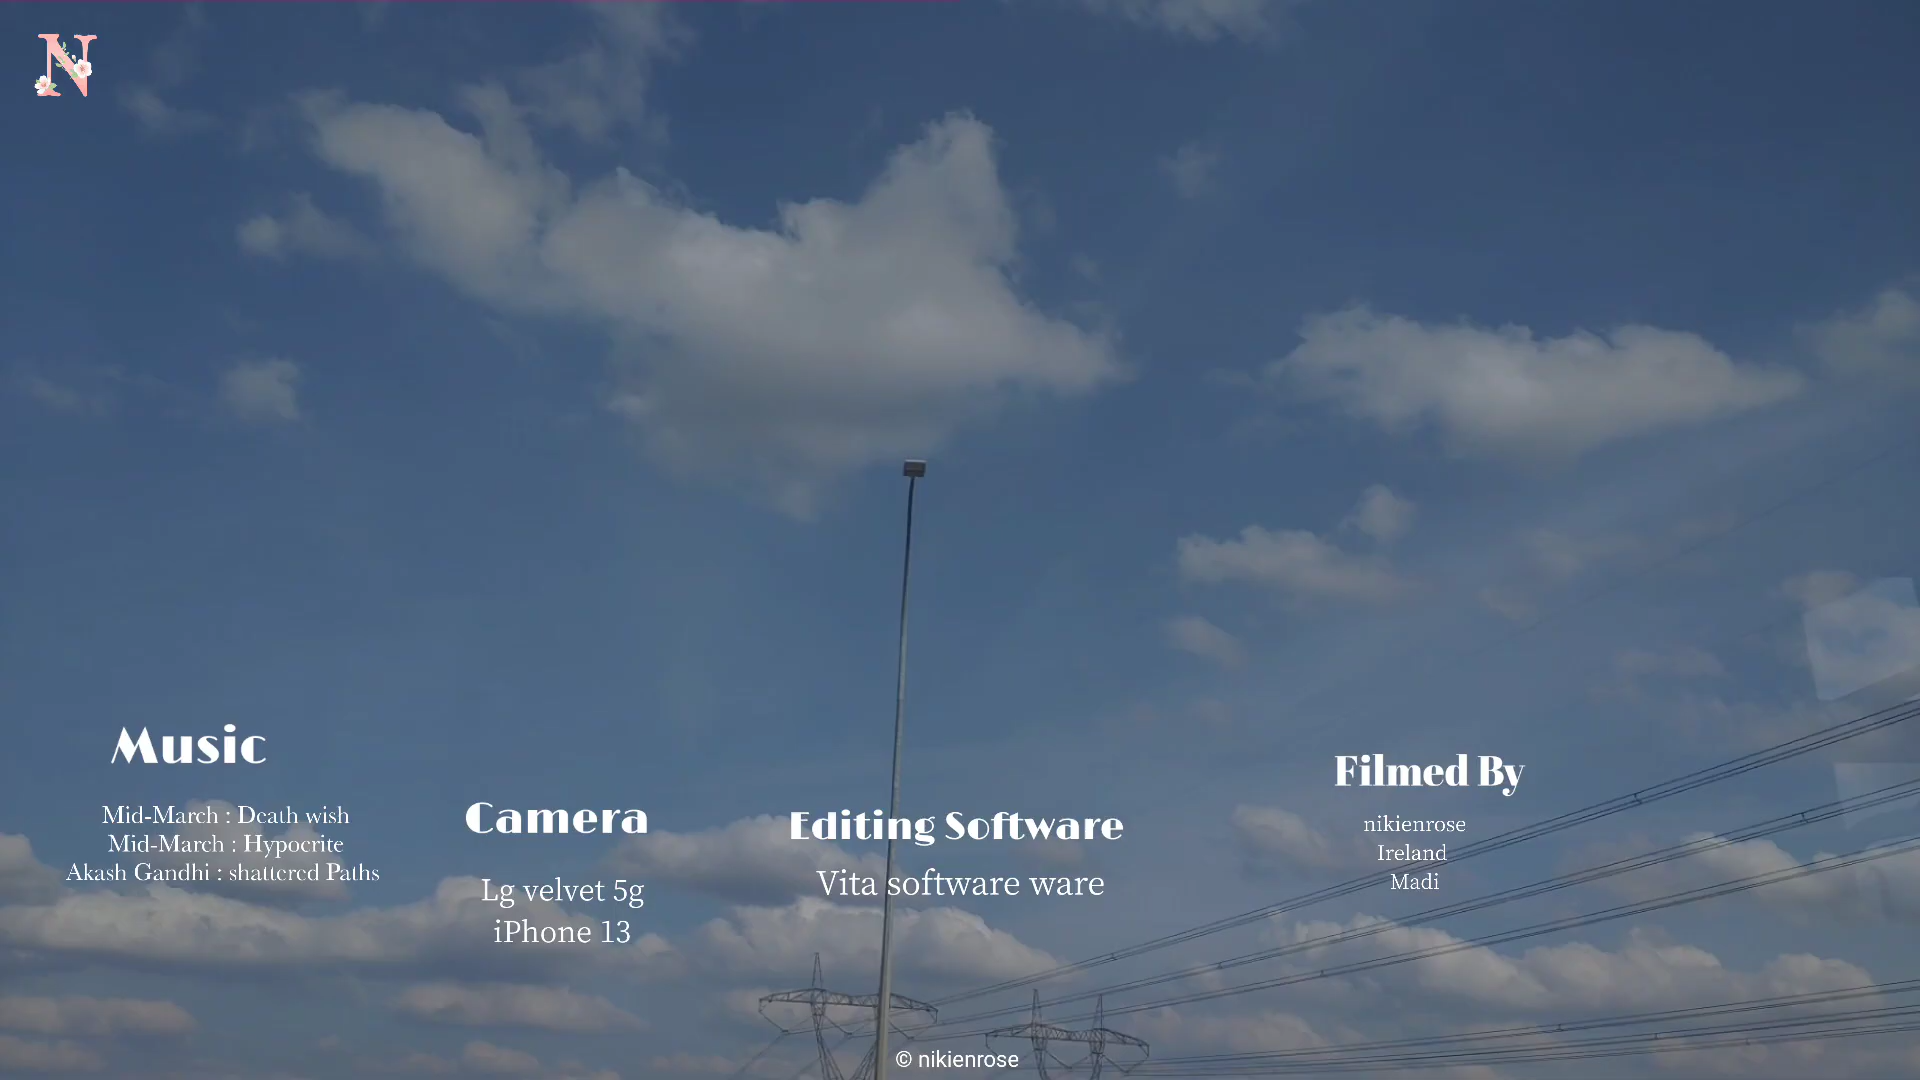 N
Music
Mid-March : Death wish
Mid-March : Hypocrite
Akash Gandhi : shattered Paths
Camera
Lg velvet 5g
iPhone 13
Editing Software
Vita software ware
Filmed By
nikienrose
Ireland
Madi
© nikienrose